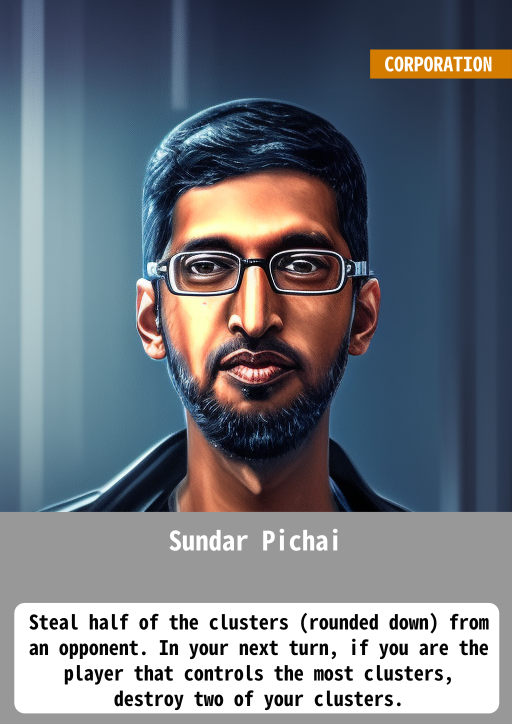 CORPORATION
Sundar Pichai
Steal half of the clusters (rounded down) from
an opponent. In your next turn, if you are the
player that controls the most clusters,
destroy two of your clusters.